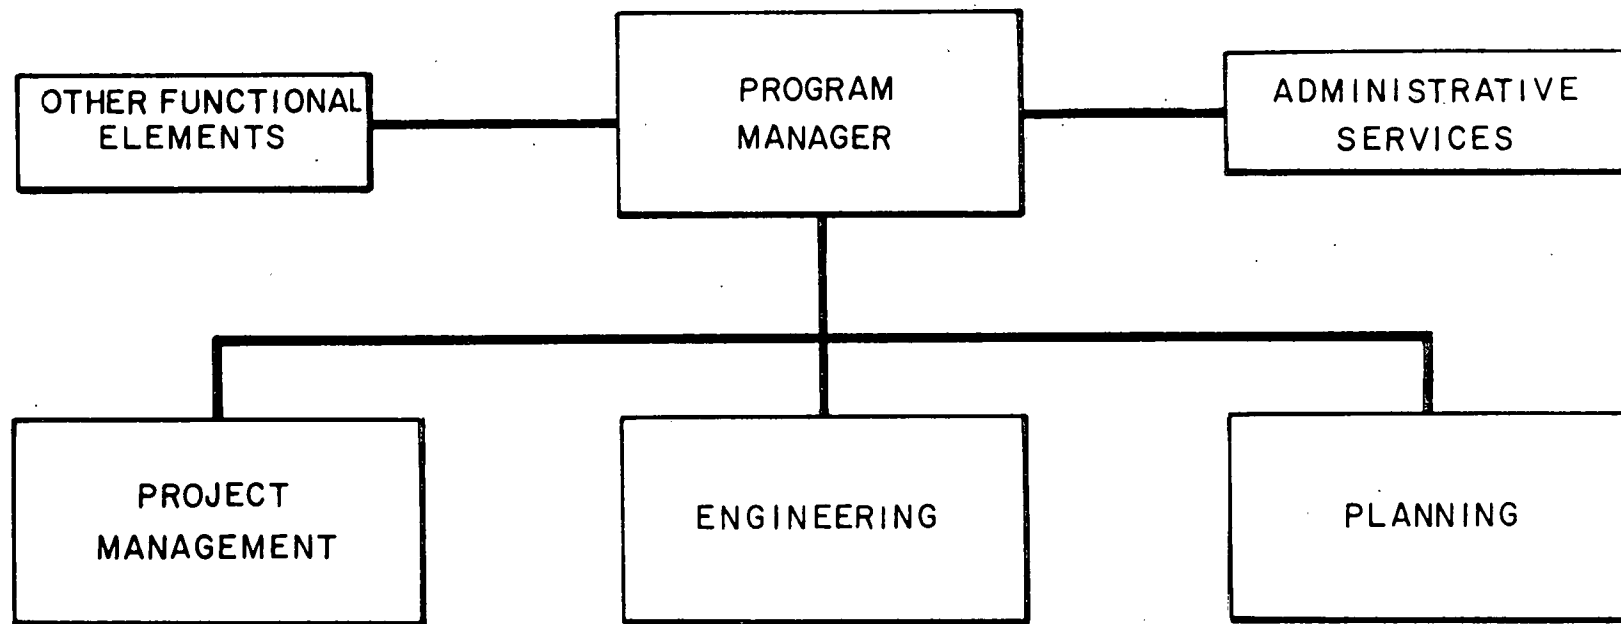 PROGRAM
MANAGER
OTHER FUNCTIONAL
ELEMENTS
ADMINISTRATIVE
SERVICES
PROJECT
MANAGEMENT
ENGINEERING
PLANNING